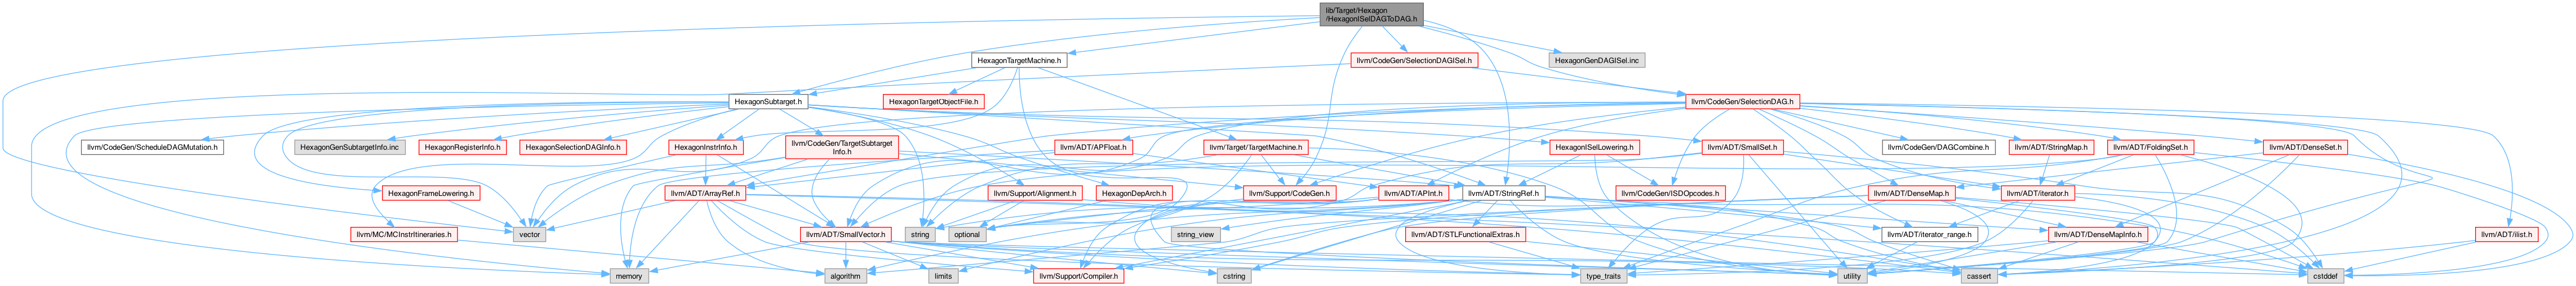 lib/Target/Hexagon
/HexagonISelDAGToDAG.h
HexagonTargetMachine.h
llvm/CodeGen/SelectionDAGISel.h
HexagonGenDAGISel.inc
HexagonSubtarget.h
HexagonTargetObjectFile.h
llvm/CodeGen/SelectionDAG.h
llvm/CodeGen/ScheduleDAGMutation.h
HexagonGenSubtargetInfo.inc
HexagonRegisterInfo.h
HexagonSelectionDAGInfo.h
HexagonInstrInfo.h
llvm/CodeGen/TargetSubtarget
Info.h
llvm/ADT/APFloat.h
llvm/Target/TargetMachine.h
HexagonISelLowering.h
llvm/ADT/SmallSet.h
llvm/CodeGen/DAGCombine.h
llvm/ADT/StringMap.h
llvm/ADT/FoldingSet.h
llvm/ADT/DenseSet.h
HexagonFrameLowering.h
llvm/ADT/ArrayRef.h
llvm/Support/Alignment.h
HexagonDepArch.h
llvm/Support/CodeGen.h
llvm/ADT/APInt.h
llvm/ADT/StringRef.h
llvm/CodeGen/ISDOpcodes.h
llvm/ADT/DenseMap.h
llvm/ADT/iterator.h
llvm/MC/MCInstrItineraries.h
vector
llvm/ADT/SmallVector.h
string
optional
string_view
llvm/ADT/STLFunctionalExtras.h
llvm/ADT/iterator_range.h
llvm/ADT/DenseMapInfo.h
llvm/ADT/ilist.h
memory
algorithm
limits
llvm/Support/Compiler.h
cstring
type_traits
utility
cassert
cstddef